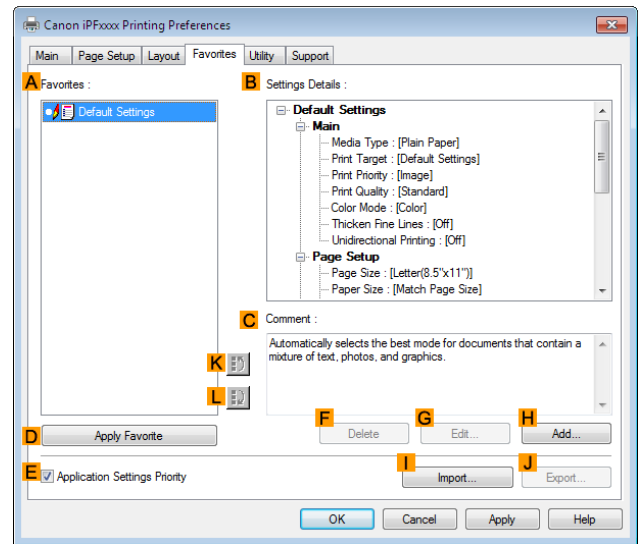 Canon iPFxxxx Printing Preferences
Main Page Setup Layout Favorites Utility Support
A Favorites :
Default Settings
B Settings Details :
Default Settings
Main
Media Type : [Plain Paper]
Print Target : [Default Settings]
Print Priority : [Image]
Print Quality : [Standard]
Color Mode : [Color]
Thicken Fine Lines : [Off]
Unidirectional Printing : [Off]
Page Setup
Page Size : [Letter(8.5"x11")]
Paper Size : [Match Page Size]
C Comment :
Automatically selects the best mode for documents that contain a
mixture of text, photos, and graphics.
K
L
F G H
D Apply Favorite Delete Edit... Add...
I J
E Application Settings Priority Import... Export...
OK Cancel Apply Help